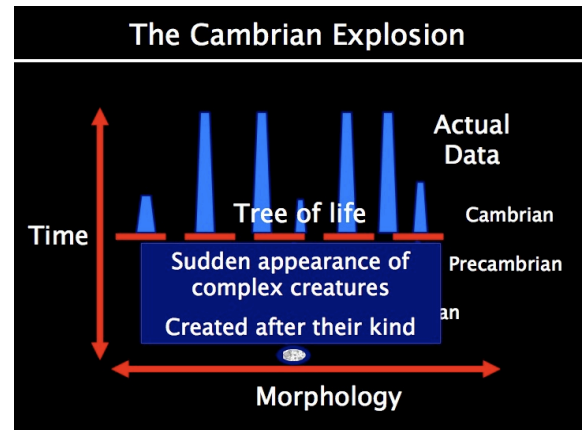 The Cambrian Explosion
Actual
Data
Tree of life
Cambrian
Time
Sudden appearance of
complex creatures
Precambrian
Created after their kind
an
Morphology